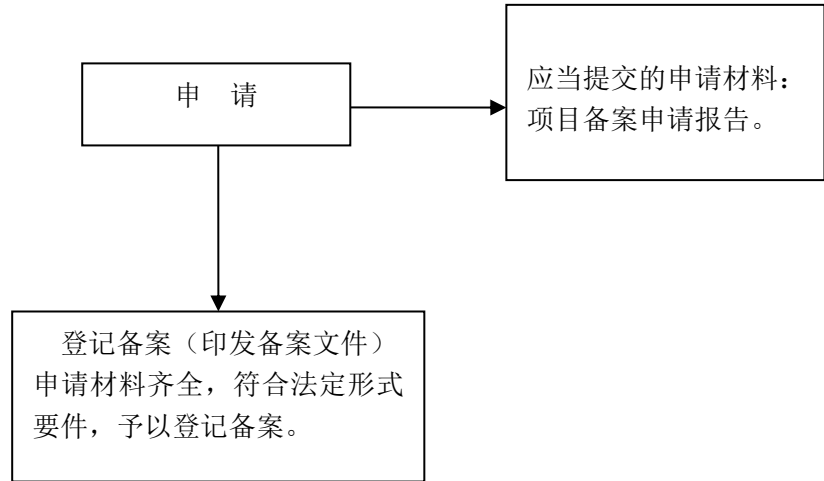 申　请
应当提交的申请材料：
项目备案申请报告。
登记备案（印发备案文件）
申请材料齐全，符合法定形式
要件，予以登记备案。